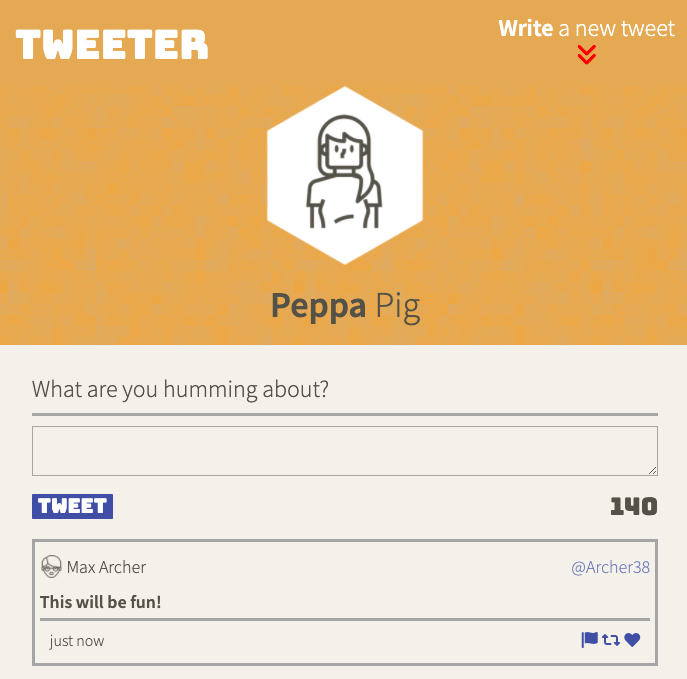 TWEETER
Write a new tweet
Peppa Pig
What are you humming about?
TWEET
140
Max Archer
@Archer38
This will be fun!
just now